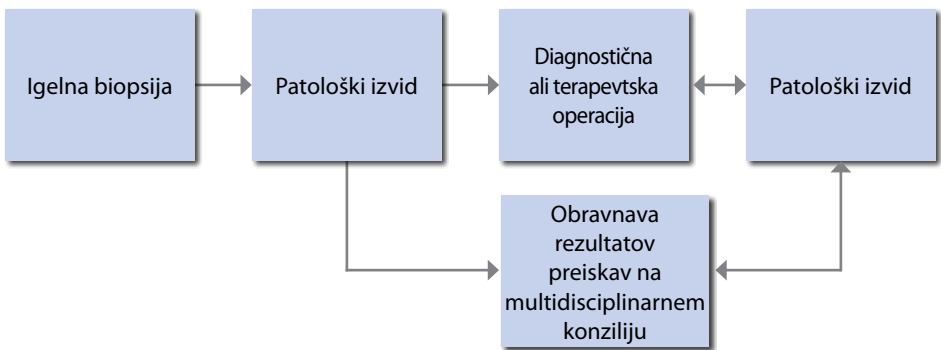 Igelna biopsija
Patološki izvid
Diagnostična
ali terapevtska
operacija
Patološki izvid
Obravnava
rezultatov
preiskav na
multidisciplinarnem
konziliju